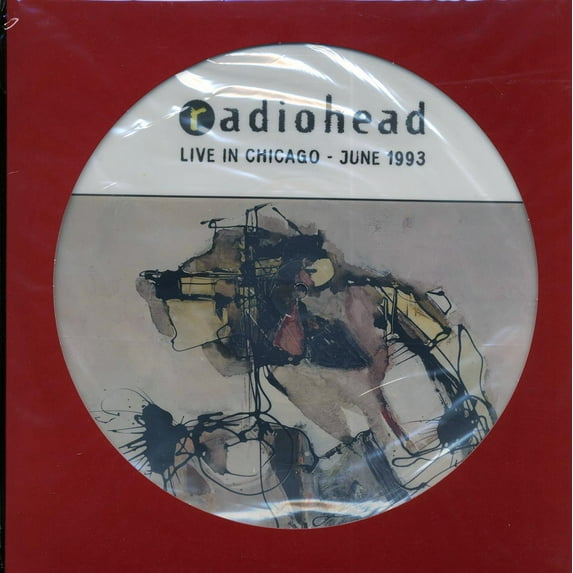 radiohead
LIVE IN CHICAGO - JUNE 1993